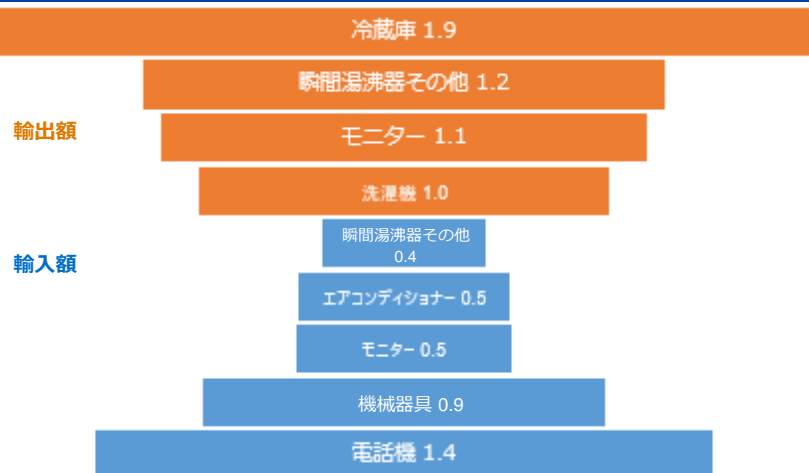 冷蔵庫 1.9
瞬間湯沸器その他 1.2
輸出額
モニター 1.1
洗濯機 1.0
瞬間湯沸器その他
0.4
輸入額
エアコンディショナー 0.5
モニター 0.5
機械器具 0.9
電話機 1.4